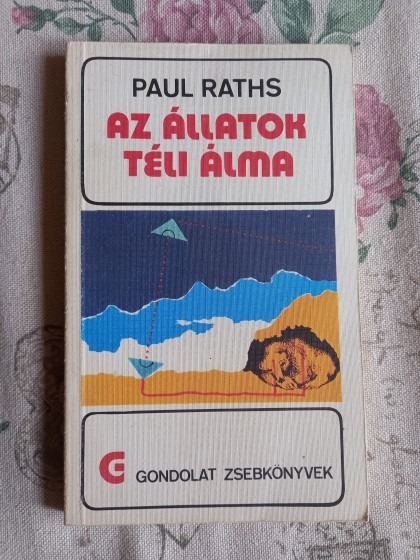 PAUL RATHS
AZ ÁLLATOK
TÉLI ÁLMA
G GONDOLAT ZSEBKÖNYVEK